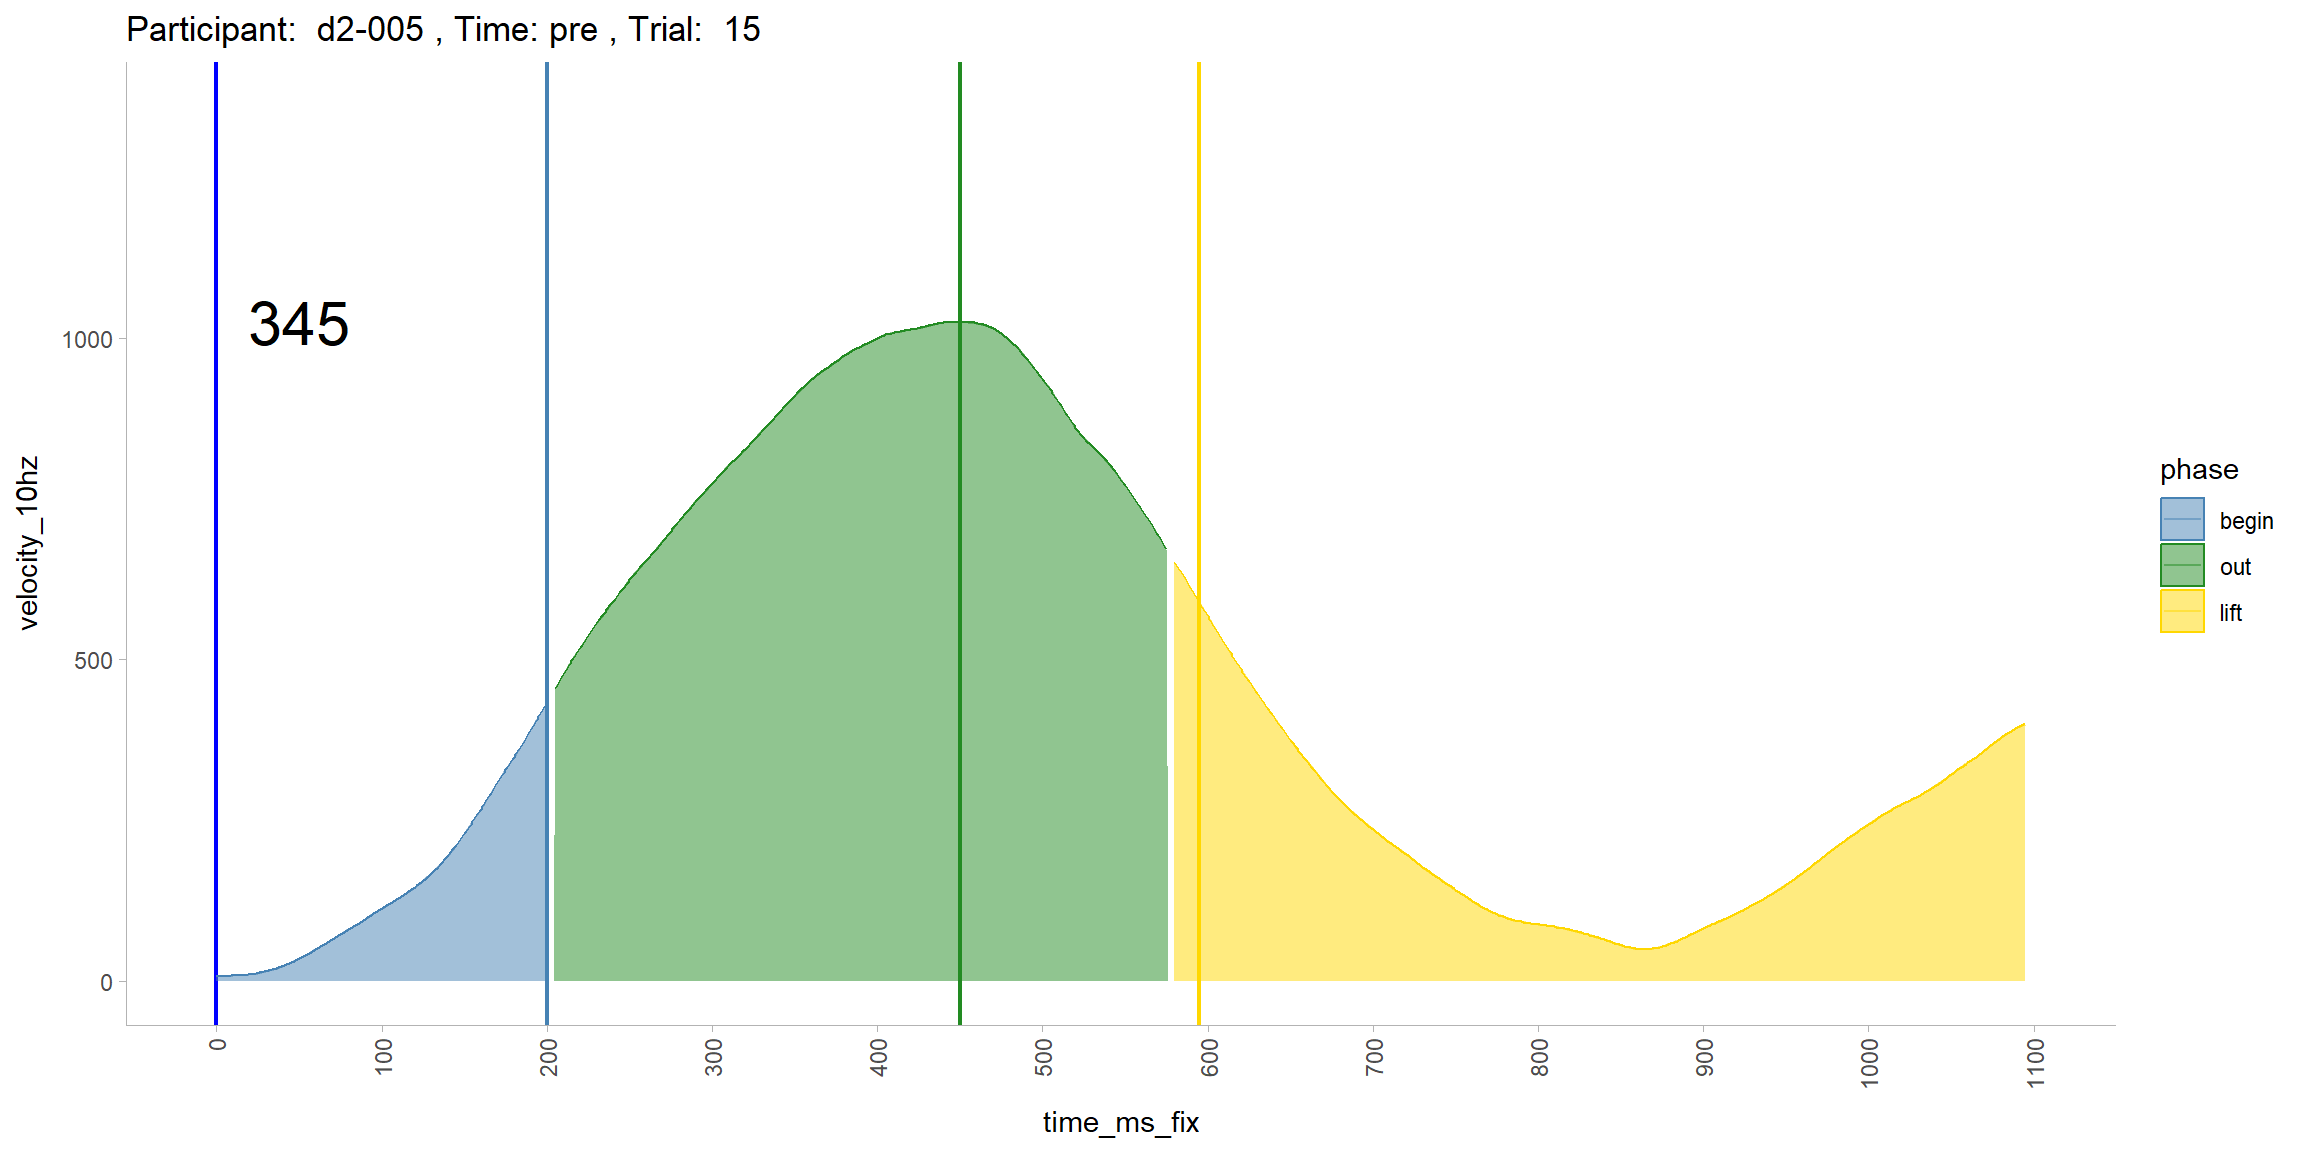 Participant:  d2-005 , Time: pre , Trial:  15
345
1000
500
0
velocity_10hz
0
100
200
300
400
500
600
700
800
900
1000
1100
time_ms_fix
phase
begin
out
lift